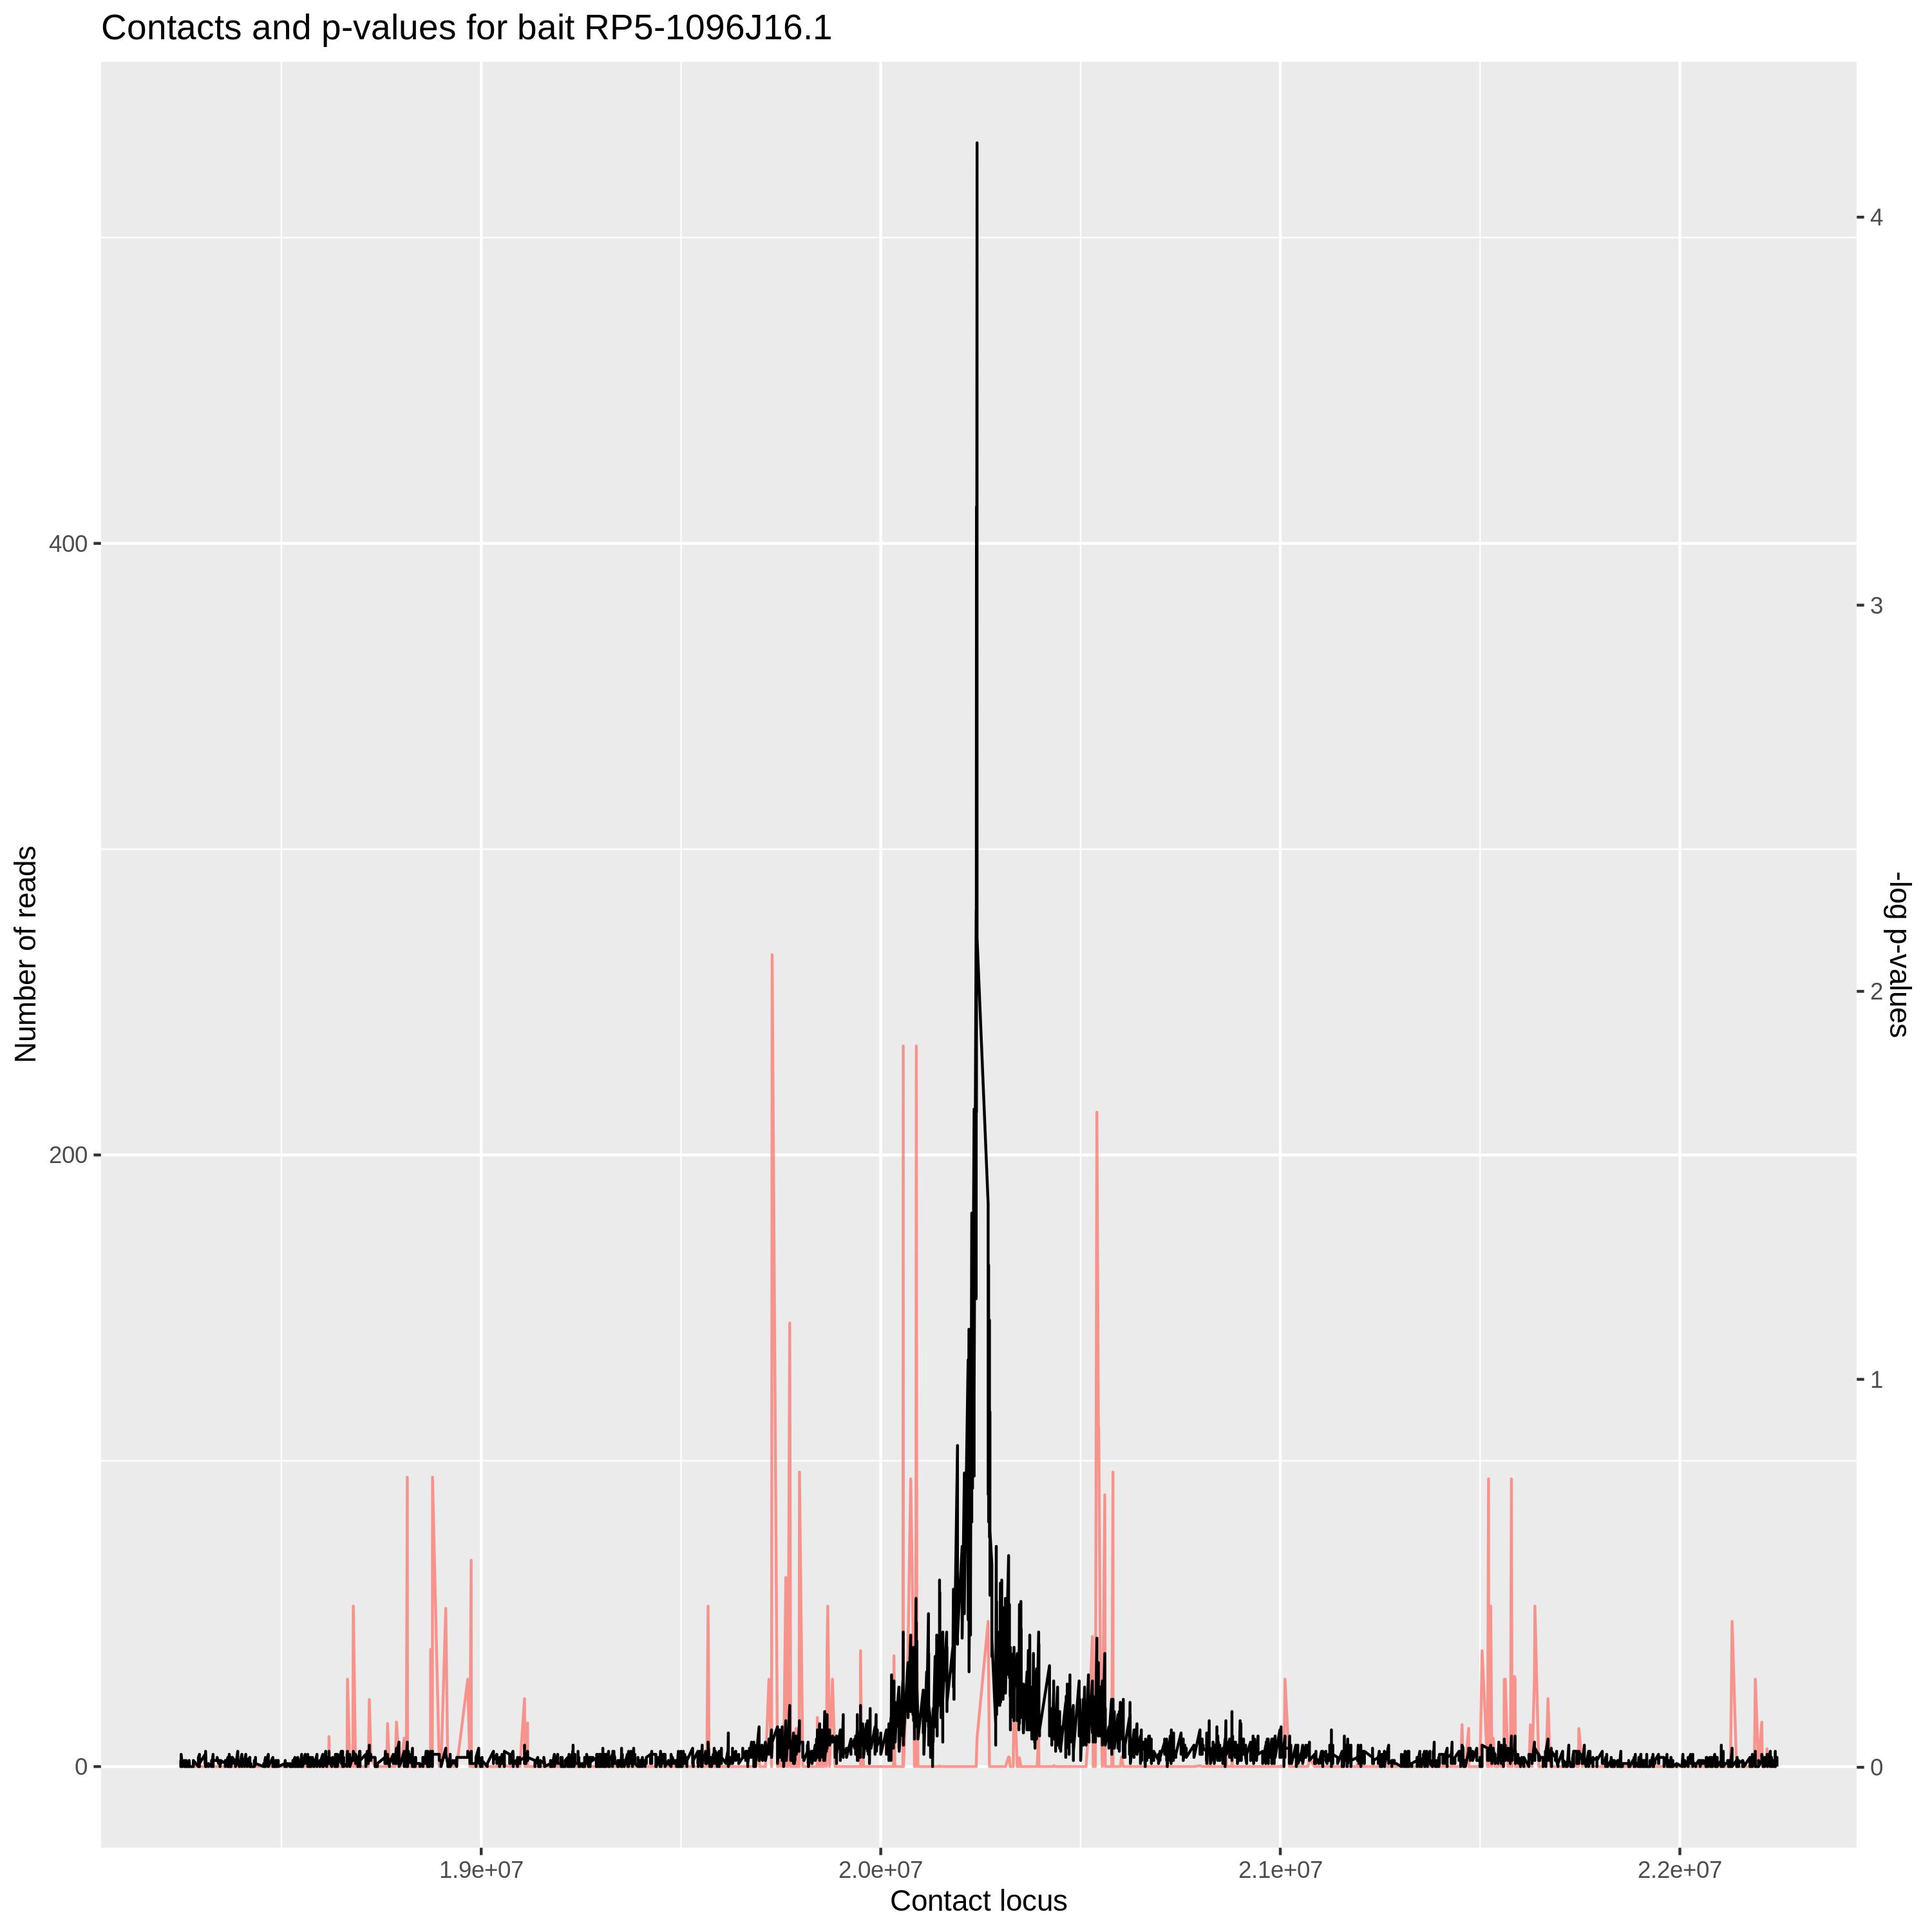 Contacts and p-values for bait RP5-1096J16.1
Number of reads
400
200
0
4
3
2
1
0
-log p-values
1.9e+07
2.0e+07
2.1e+07
2.2e+07
Contact locus